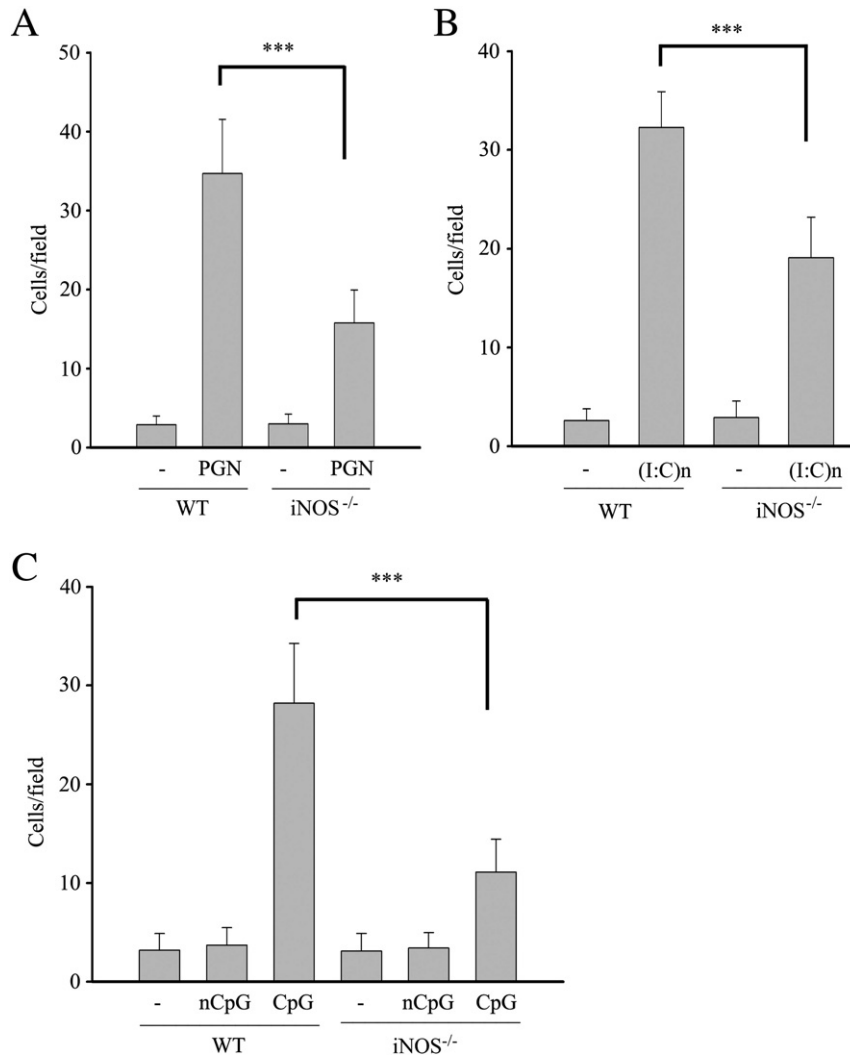 A
***
50
40
30
20
10
0
Cells/field
- PGN - PGN
WT iNOS-/-
B
***
40
30
20
10
0
Cells/field
- (I:C)n - (I:C)n
WT iNOS-/-
C
***
40
30
20
10
0
Cells/field
- nCpG CpG - nCpG CpG
WT iNOS-/-